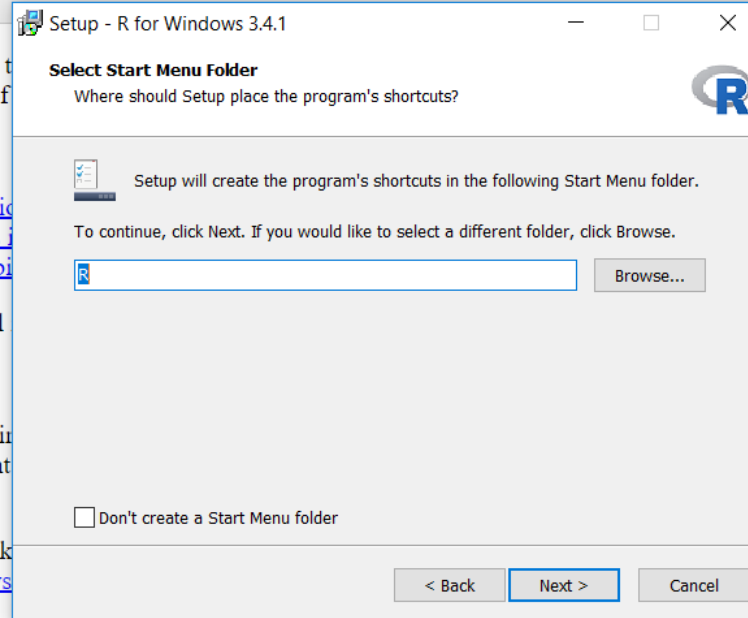 Setup - R for Windows 3.4.1
Select Start Menu Folder
Where should Setup place the program's shortcuts?
R
Setup will create the program's shortcuts in the following Start Menu folder.
To continue, click Next. If you would like to select a different folder, click Browse.
R
Browse...
Don't create a Start Menu folder
< Back
Next >
Cancel